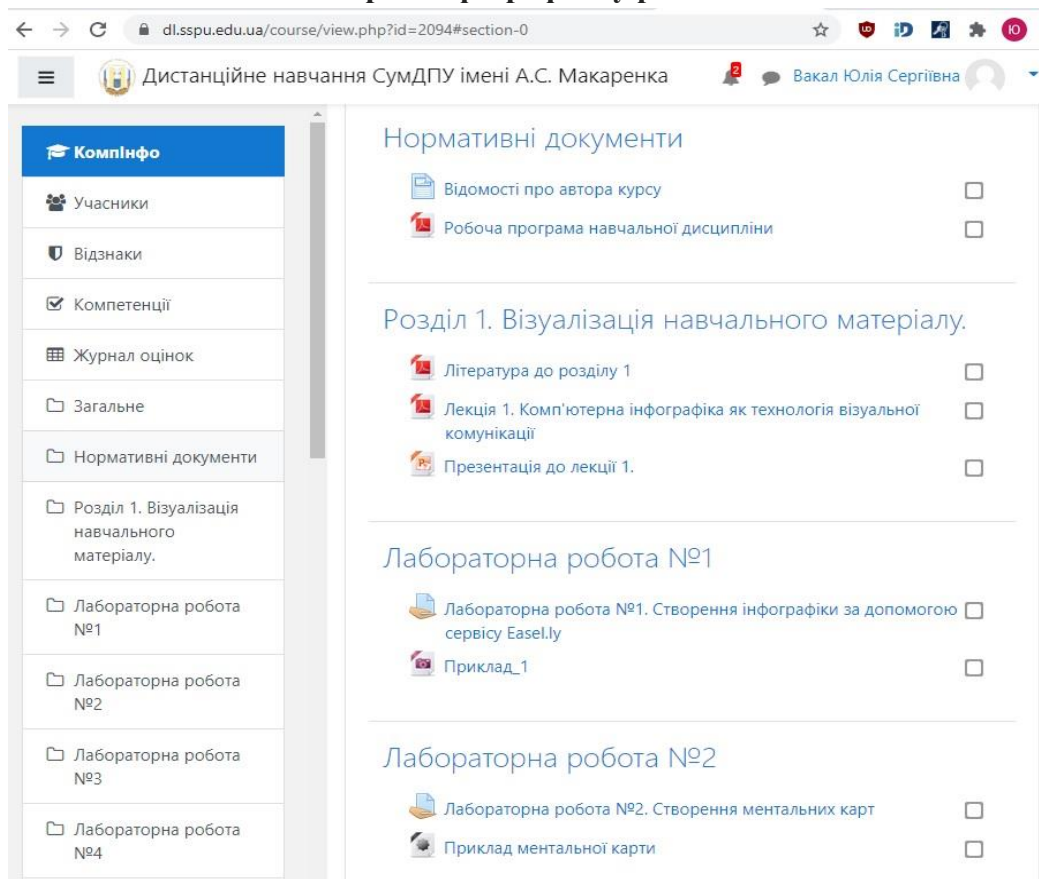 dl.sspu.edu.ua/course/view.php?id=2094#section-0
Ю
Дистанційне навчання СумДПУ імені А.С. Макаренка
2
Вакал Юлія Сергіївна
КомпІнфо
Учасники
Відзнаки
Компетенції
Журнал оцінок
Загальне
Нормативні документи
Розділ 1. Візуалізація
навчального
матеріалу.
Лабораторна робота
№1
Лабораторна робота
№2
Лабораторна робота
№3
Лабораторна робота
№4
Нормативні документи
Відомості про автора курсу
Робоча програма навчальної дисципліни
Розділ 1. Візуалізація навчального матеріалу.
Література до розділу 1
Лекція 1. Комп'ютерна інфографіка як технологія візуальної
комунікації
Презентація до лекції 1.
Лабораторна робота №1
Лабораторна робота №1. Створення інфографіки за допомогою
сервісу Easel.ly
Приклад_1
Лабораторна робота №2
Лабораторна робота №2. Створення ментальних карт
Приклад ментальної карти